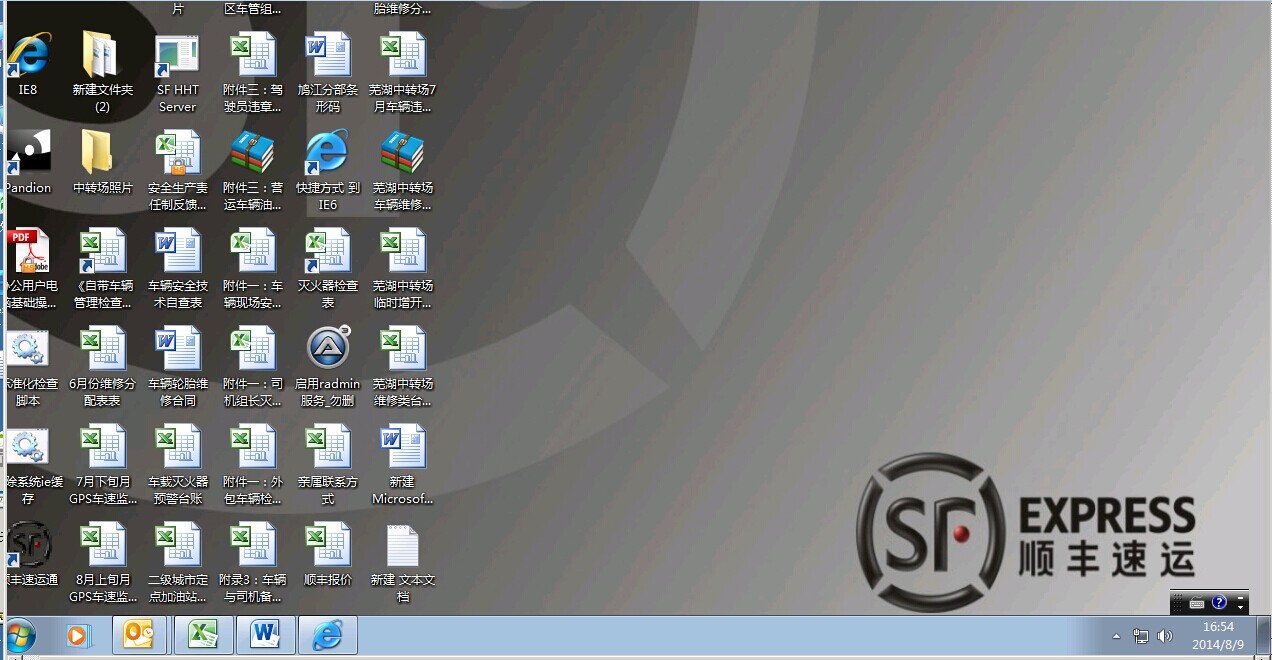 片
区车管组...
胎维修分...
IE8
新建文件夹
(2)
SF HHT
Server
附件三：驾
驶员违章...
鸠江分部条
形码
芜湖中转场7
月车辆违...
Pandion
中转场照片
安全生产责
任制反馈...
附件三：营
运车辆油...
快捷方式 到
IE6
芜湖中转场
车辆维修...
PDF
Adobe
公用户电
基础操...
《自带车辆
管理检查...
车辆安全技
术自查表
附件一：车
辆现场安...
灭火器检查
表
芜湖中转场
临时增开...
准化检查
脚本
6月份维修分
配表表
车辆轮胎维
修合同
附件一：司
机组长灭...
启用radmin
服务_勿删
芜湖中转场
维修类台...
除系统ie缓
存
7月下旬月
GPS车速监...
车载灭火器
预警台账
附件一：外
包车辆检...
亲属联系方
式
新建
Microsof...
丰速运通
8月上旬月
GPS车速监...
二级城市定
点加油站...
附录3：车辆
与司机备...
顺丰报价
新建 文本文
档
SF EXPRESS
顺丰速运
16:54
2014/8/9